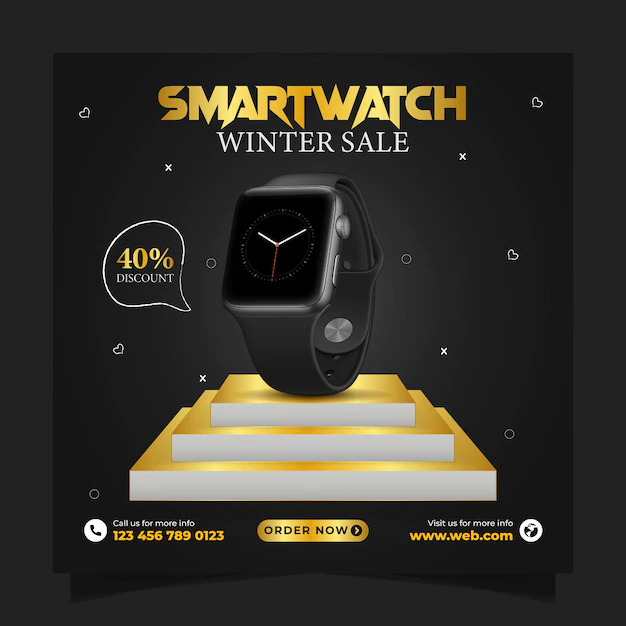 SMARTWATCH
WINTER SALE
40%
DISCOUNT
Call us for more info
123 456 789 0123
ORDER NOW
Visit us for more info
www.web.com